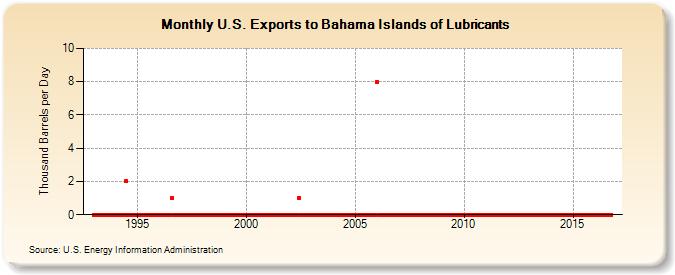 Monthly U.S. Exports to Bahama Islands of Lubricants
Thousand Barrels per Day
10
8
6
4
2
0
1995 2000 2005 2010 2015
Source: U.S. Energy Information Administration